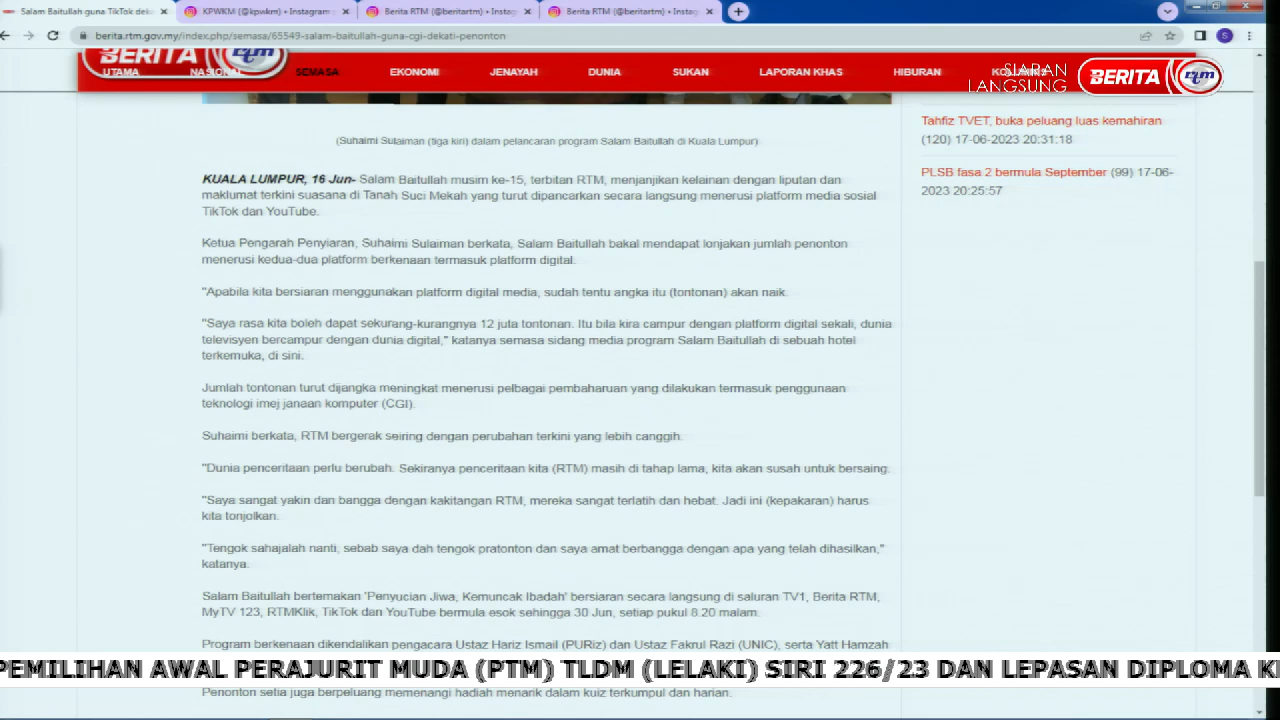 Salam Baitullah guna TikTok deka
KPWKM (@kpwkm) • Instagram
Berita RTM (@beritartm) • Instag
Berita RTM (@beritartm) • Instag
S
berita.rtm.gov.my/index.php/semasa/65549-salam-baitullah-guna-cgi-dekati-penonton
BERITA rtm
UTAMA NASIONAL SEMASA EKONOMI JENAYAH DUNIA SUKAN LAPORAN KHAS HIBURAN
SIARAN
LANGSUNG
BERITA rtm
Tahfiz TVET, buka peluang luas kemahiran
(120) 17-06-2023 20:31:18
PLSB fasa 2 bermula September (99) 17-06-
2023 20:25:57
(Suhaimi Sulaiman (tiga kiri) dalam pelancaran program Salam Baitullah di Kuala Lumpur)
KUALA LUMPUR, 16 Jun- Salam Baitullah musim ke-15, terbitan RTM, menjanjikan kelainan dengan liputan dan
maklumat terkini suasana di Tanah Suci Mekah yang turut dipancarkan secara langsung menerusi platform media sosial
TikTok dan YouTube.
Ketua Pengarah Penyiaran, Suhaimi Sulaiman berkata, Salam Baitullah bakal mendapat lonjakan jumlah penonton
menerusi kedua-dua platform berkenaan termasuk platform digital.
"Apabila kita bersiaran menggunakan platform digital media, sudah tentu angka itu (tontonan) akan naik.
"Saya rasa kita boleh dapat sekurang-kurangnya 12 juta tontonan. Itu bila kira campur dengan platform digital sekali, dunia
televisyen bercampur dengan dunia digital," katanya semasa sidang media program Salam Baitullah di sebuah hotel
terkemuka, di sini.
Jumlah tontonan turut dijangka meningkat menerusi pelbagai pembaharuan yang dilakukan termasuk penggunaan
teknologi imej janaan komputer (CGI).
Suhaimi berkata, RTM bergerak seiring dengan perubahan terkini yang lebih canggih.
"Dunia penceritaan perlu berubah. Sekiranya penceritaan kita (RTM) masih di tahap lama, kita akan susah untuk bersaing.
"Saya sangat yakin dan bangga dengan kakitangan RTM, mereka sangat terlatih dan hebat. Jadi ini (kepakaran) harus
kita tonjolkan.
"Tengok sahajalah nanti, sebab saya dah tengok pratonton dan saya amat berbangga dengan apa yang telah dihasilkan,"
katanya.
Salam Baitullah bertemakan 'Penyucian Jiwa, Kemuncak Ibadah' bersiaran secara langsung di saluran TV1, Berita RTM,
MyTV 123, RTMKlik, TikTok dan YouTube bermula esok sehingga 30 Jun, setiap pukul 8.20 malam.
Program berkenaan dikendalikan pengacara Ustaz Hariz Ismail (PURiz) dan Ustaz Fakrul Razi (UNIC), serta Yatt Hamzah
PEMILIHAN AWAL PERAJURIT MUDA (PTM) TLDM (LELAKI) SIRI 226/23 DAN LEPASAN DIPLOMA
Penonton setia juga berpeluang memenangi hadiah menarik dalam kuiz terkumpul dan harian.